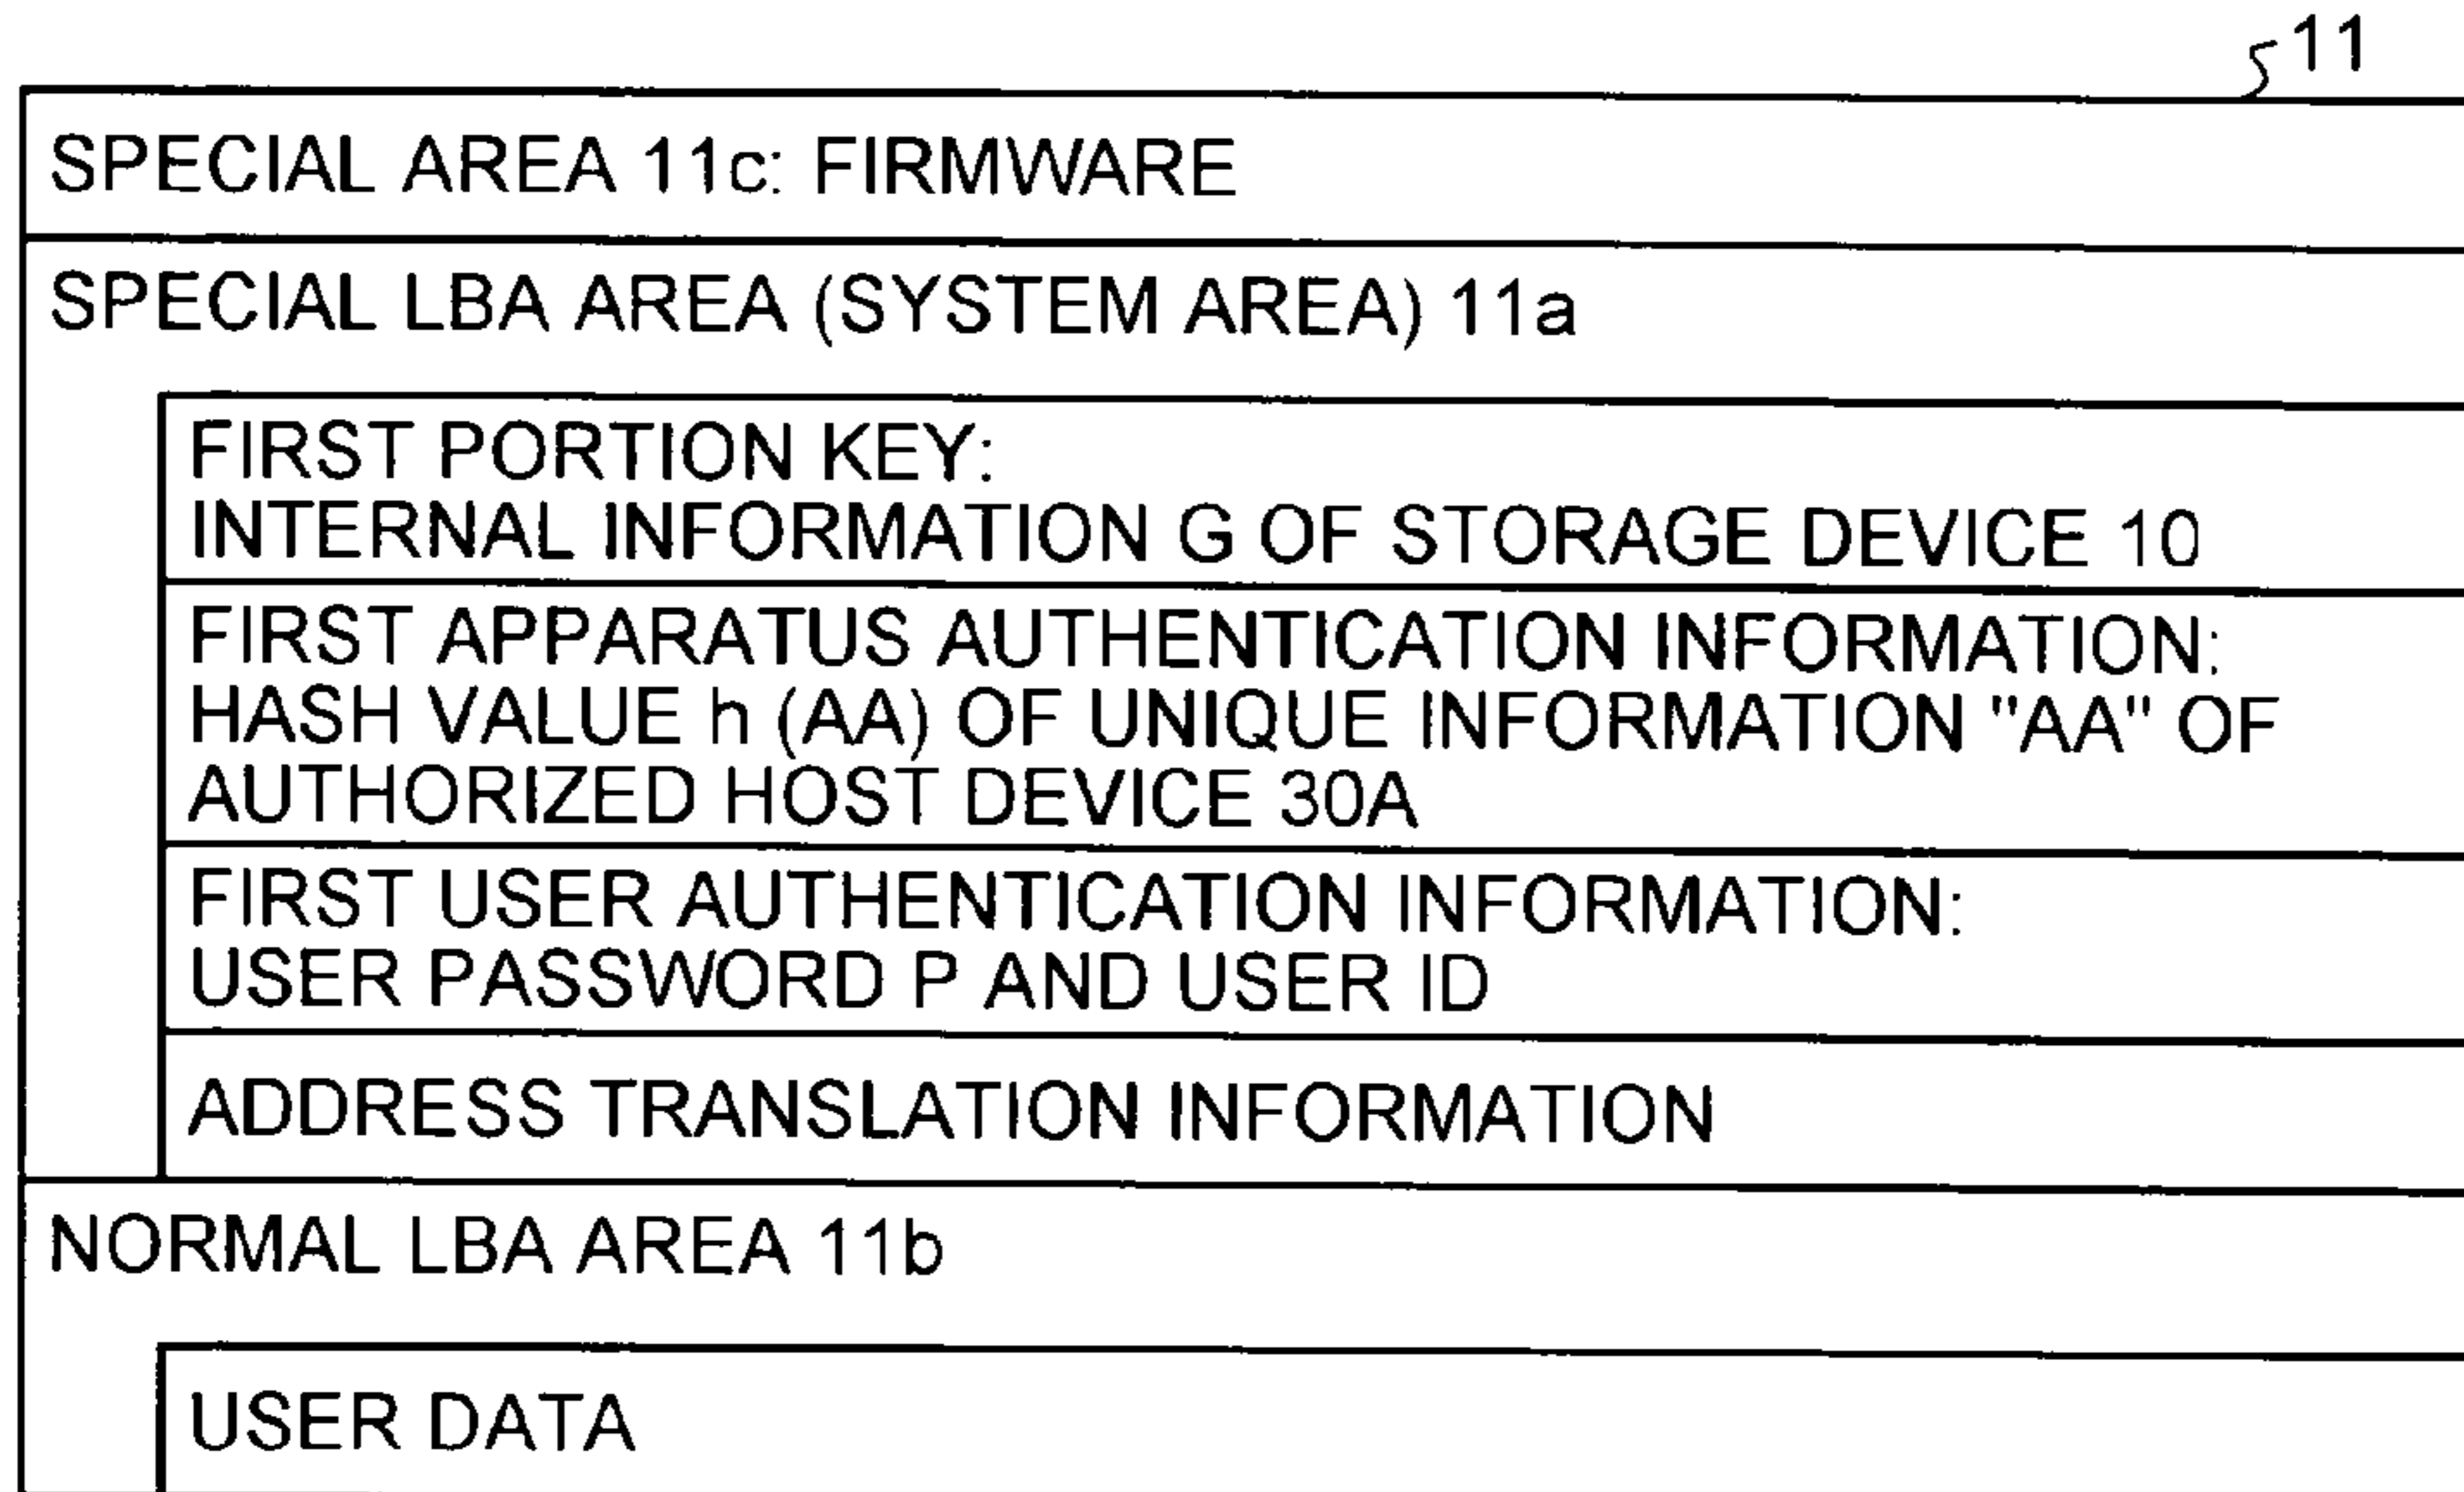 11
SPECIAL AREA 11c: FIRMWARE
SPECIAL LBA AREA (SYSTEM AREA) 11a
FIRST PORTION KEY:
INTERNAL INFORMATION G OF STORAGE DEVICE 10
FIRST APPARATUS AUTHENTICATION INFORMATION:
HASH VALUE h (AA) OF UNIQUE INFORMATION "AA" OF
AUTHORIZED HOST DEVICE 30A
FIRST USER AUTHENTICATION INFORMATION:
USER PASSWORD P AND USER ID
ADDRESS TRANSLATION INFORMATION
NORMAL LBA AREA 11b
USER DATA